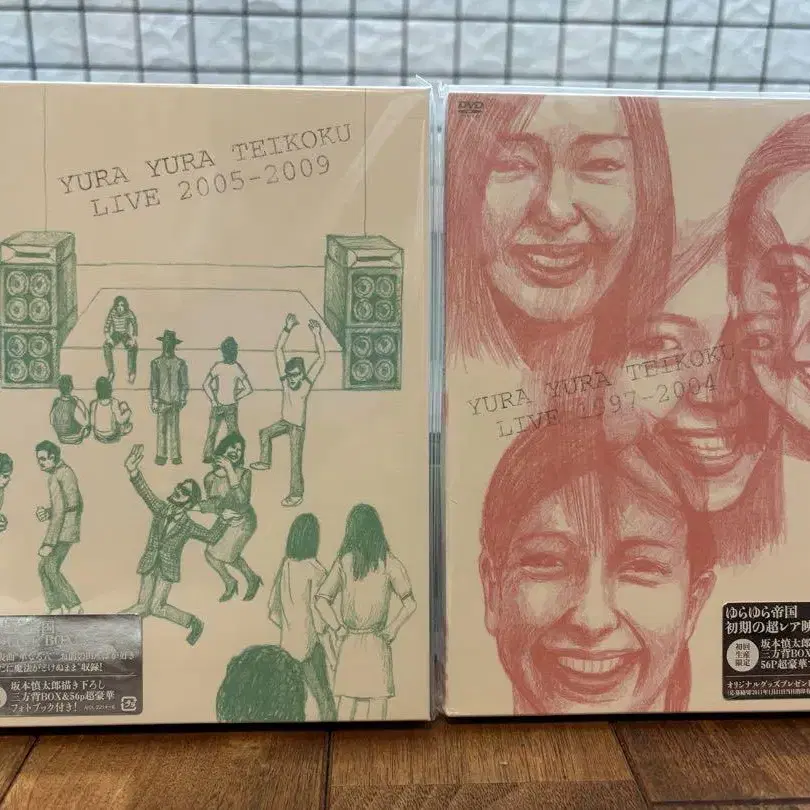 YURA YURA TEIKOKU
LIVE 2005-2009
坂本慎太郎描き下ろし
三方背BOX&56p超豪華
フォトブック付き!
DVD
YURA YURA TEIKOKU
LIVE 1997-2004
ゆらゆら帝国
初期の超レア映
初回
生産
限定
坂本慎太郎
三方背BOX
56P超豪華
オリジナルグッズプレゼン